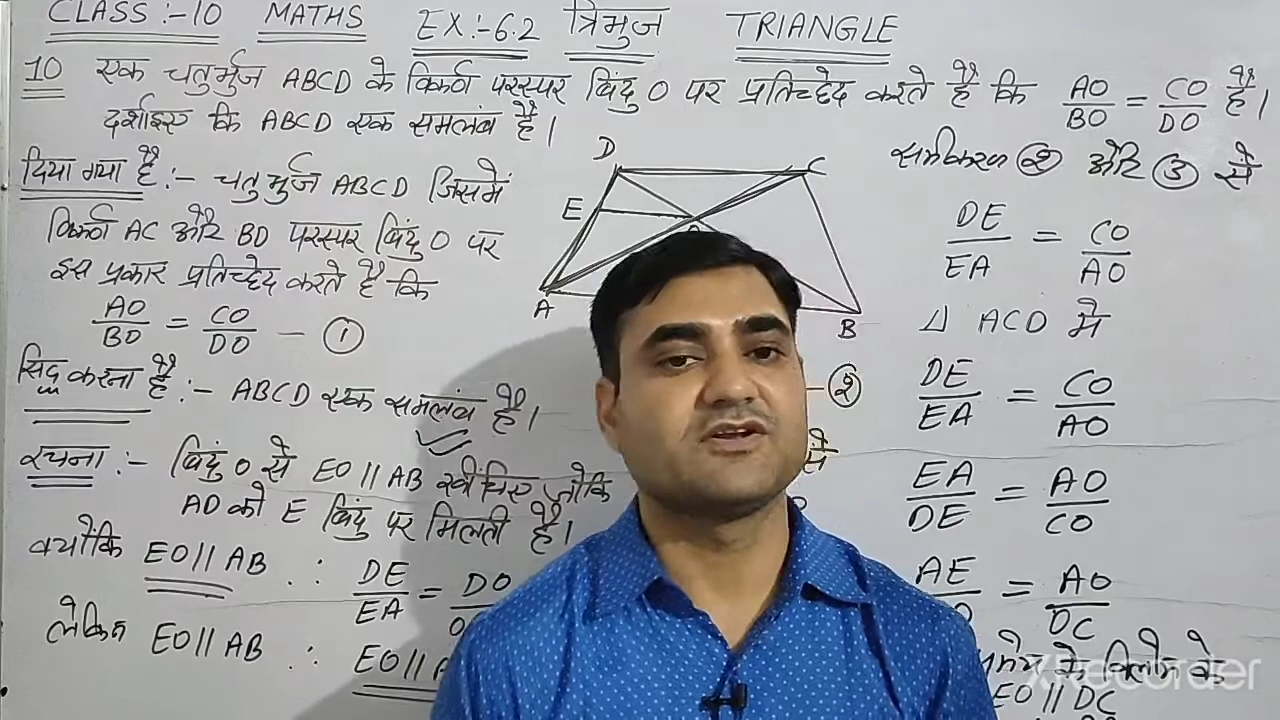 CLASS :- 10 MATHS EX :- 6.2 त्रिभुज TRIANGLE
10 एक चतुर्भुज ABCD के विकर्ण परस्पर बिंदु O पर प्रतिच्छेद करते हैं कि AO/BO = CO/DO है।
दर्शाइए कि ABCD एक समलंब है।
दिया गया है :- चतुर्भुज ABCD जिसमें
विकर्ण AC और BD परस्पर बिंदु O पर
इस प्रकार प्रतिच्छेद करते हैं कि
AO/BO = CO/DO — ①
सिद्ध करना है :- ABCD एक समलंब है।
रचना :- बिंदु O से EO || AB खींचिए जोकि
AD को E बिंदु पर मिलती है।
क्योंकि EO || AB ∴ DE/EA = DO
लेकिन EO || AB ∴ EO ||
D
C
E
A
B
— ②
से
समीकरण ② और ③ से
DE/EA = CO/AO
Δ ACD में
DE/EA = CO/AO
EA/DE = AO/CO
AE = AO/OC
के विलोम के
EO || DC
XRecorder